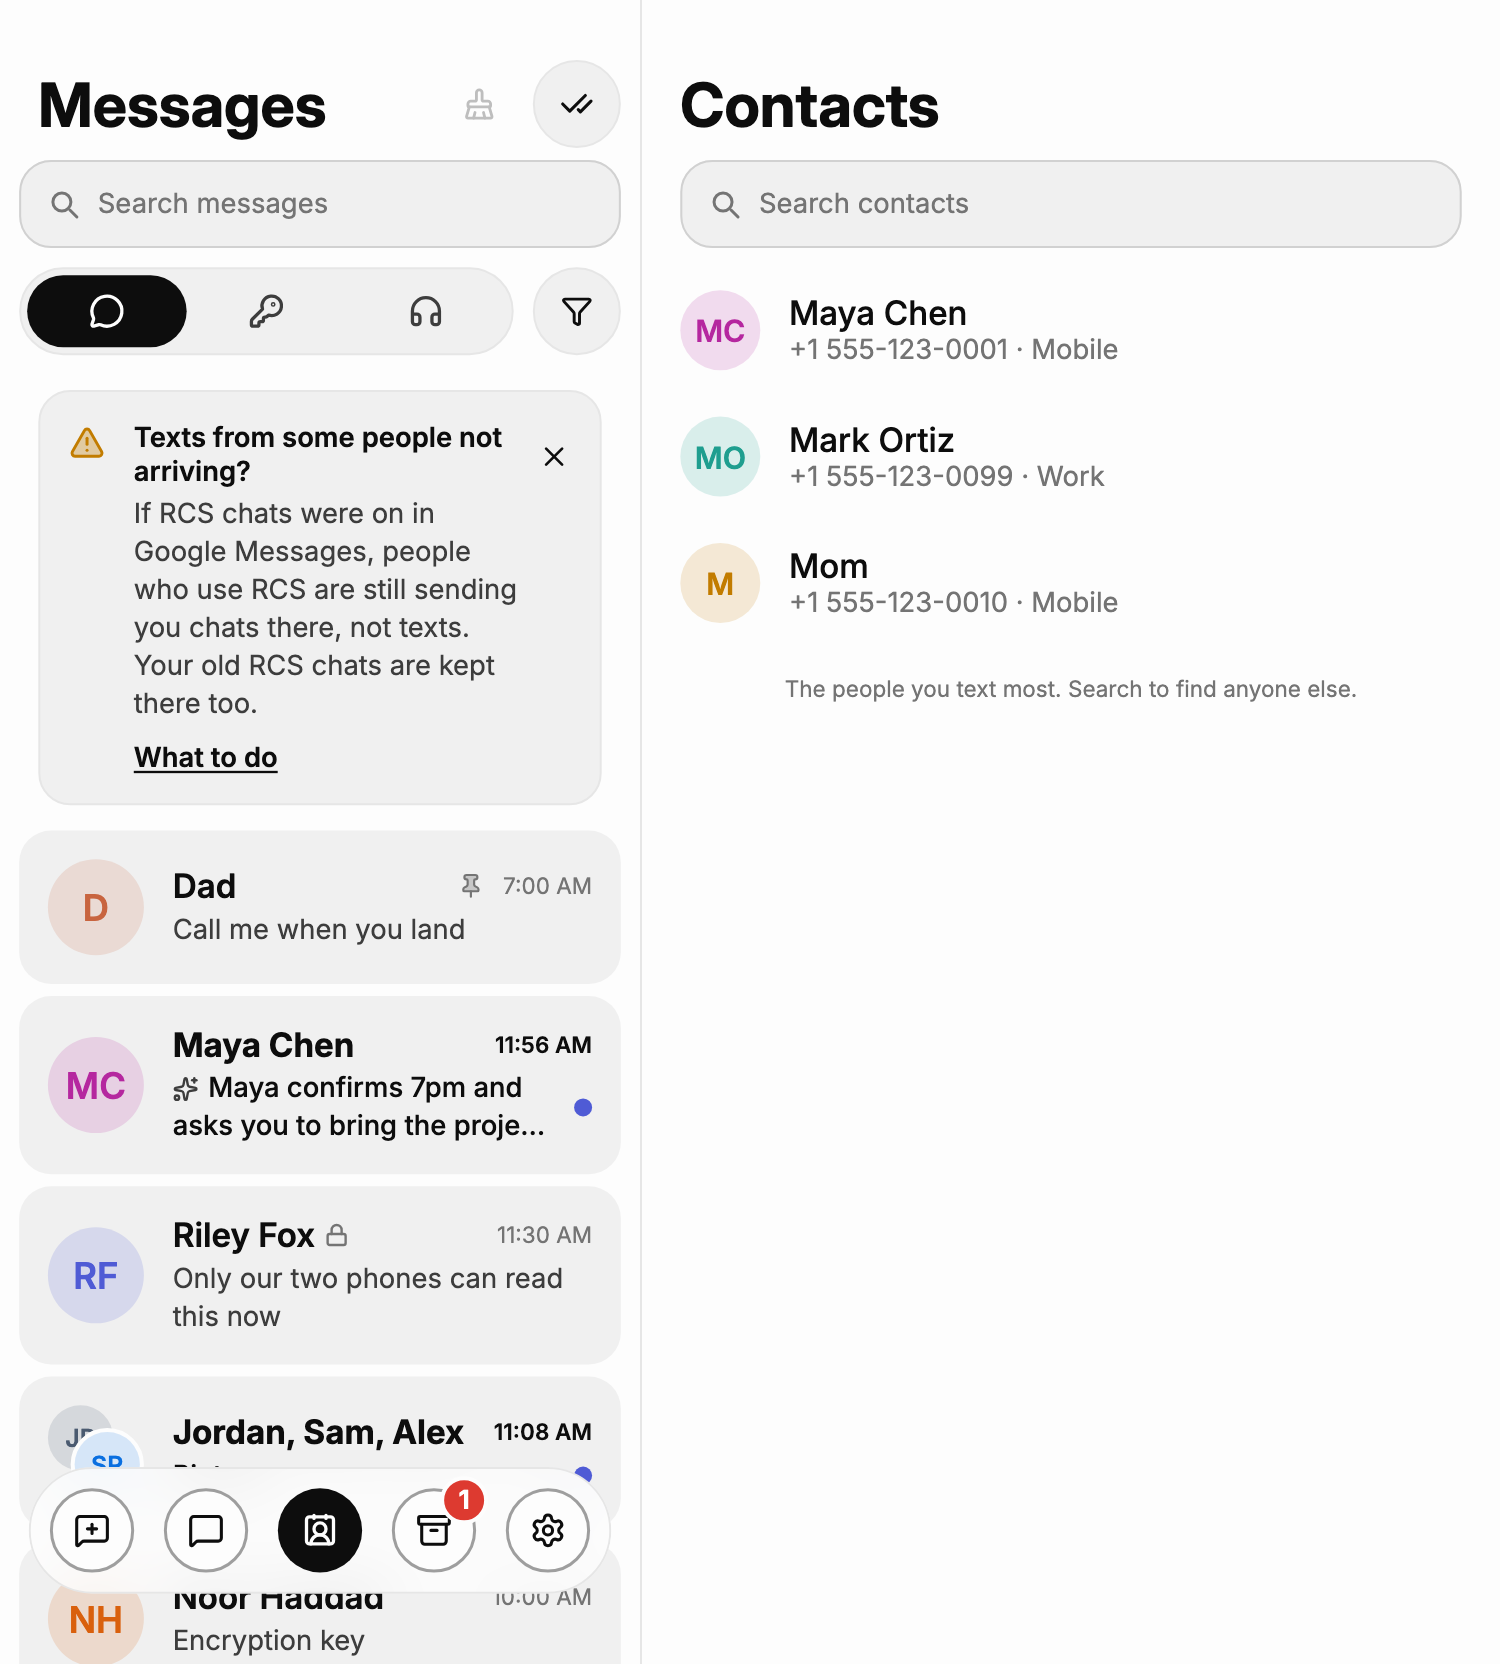 Messages
Search messages
Texts from some people not
arriving?
If RCS chats were on in
Google Messages, people
who use RCS are still sending
you chats there, not texts.
Your old RCS chats are kept
there too.
What to do
D
Dad
7:00 AM
Call me when you land
MC
Maya Chen
11:56 AM
Maya confirms 7pm and
asks you to bring the proje...
RF
Riley Fox
11:30 AM
Only our two phones can read
this now
SP
Jordan, Sam, Alex
11:08 AM
1
NH
Noor Haddad
10:00 AM
Encryption key
Contacts
Search contacts
MC
Maya Chen
+1 555-123-0001 · Mobile
MO
Mark Ortiz
+1 555-123-0099 · Work
M
Mom
+1 555-123-0010 · Mobile
The people you text most. Search to find anyone else.